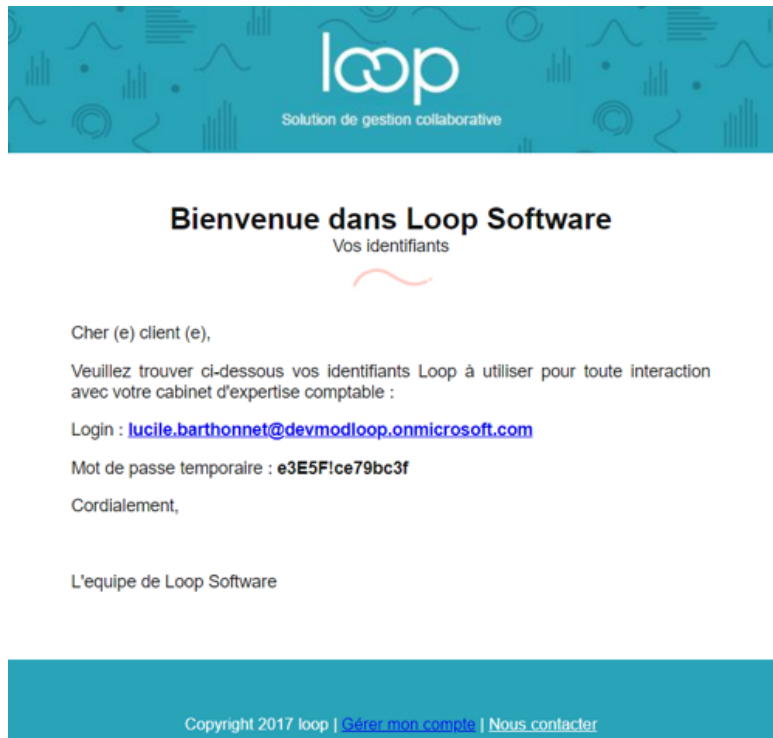 loop
Solution de gestion collaborative
Bienvenue dans Loop Software
Vos identifiants
Cher (e) client (e),
Veuillez trouver ci-dessous vos identifiants Loop à utiliser pour toute interaction
avec votre cabinet d'expertise comptable :
Login : lucile.barthonnet@devmodloop.onmicrosoft.com
Mot de passe temporaire : e3E5F!ce79bc3f
Cordialement,
L'equipe de Loop Software
Copyright 2017 loop | Gérer mon compte | Nous contacter